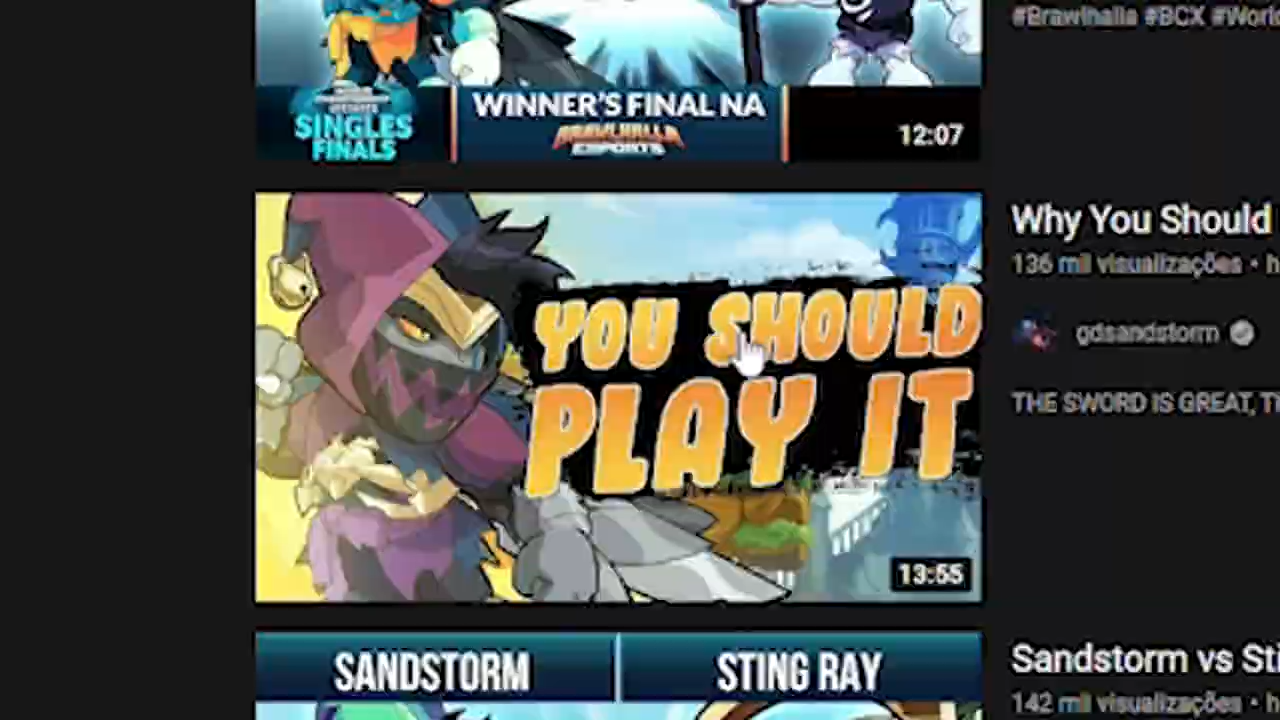 #Brawlhalla #BCX #Worl
SINGLES
FINALS
WINNER'S FINAL NA
BRAWLHALLA
ESPORTS
12:07
YOU SHOULD
PLAY IT
13:55
Why You Should
136 mil visualizações • h
gdsandstorm
THE SWORD IS GREAT, T
SANDSTORM
STING RAY
Sandstorm vs Sti
142 mil visualizações • h